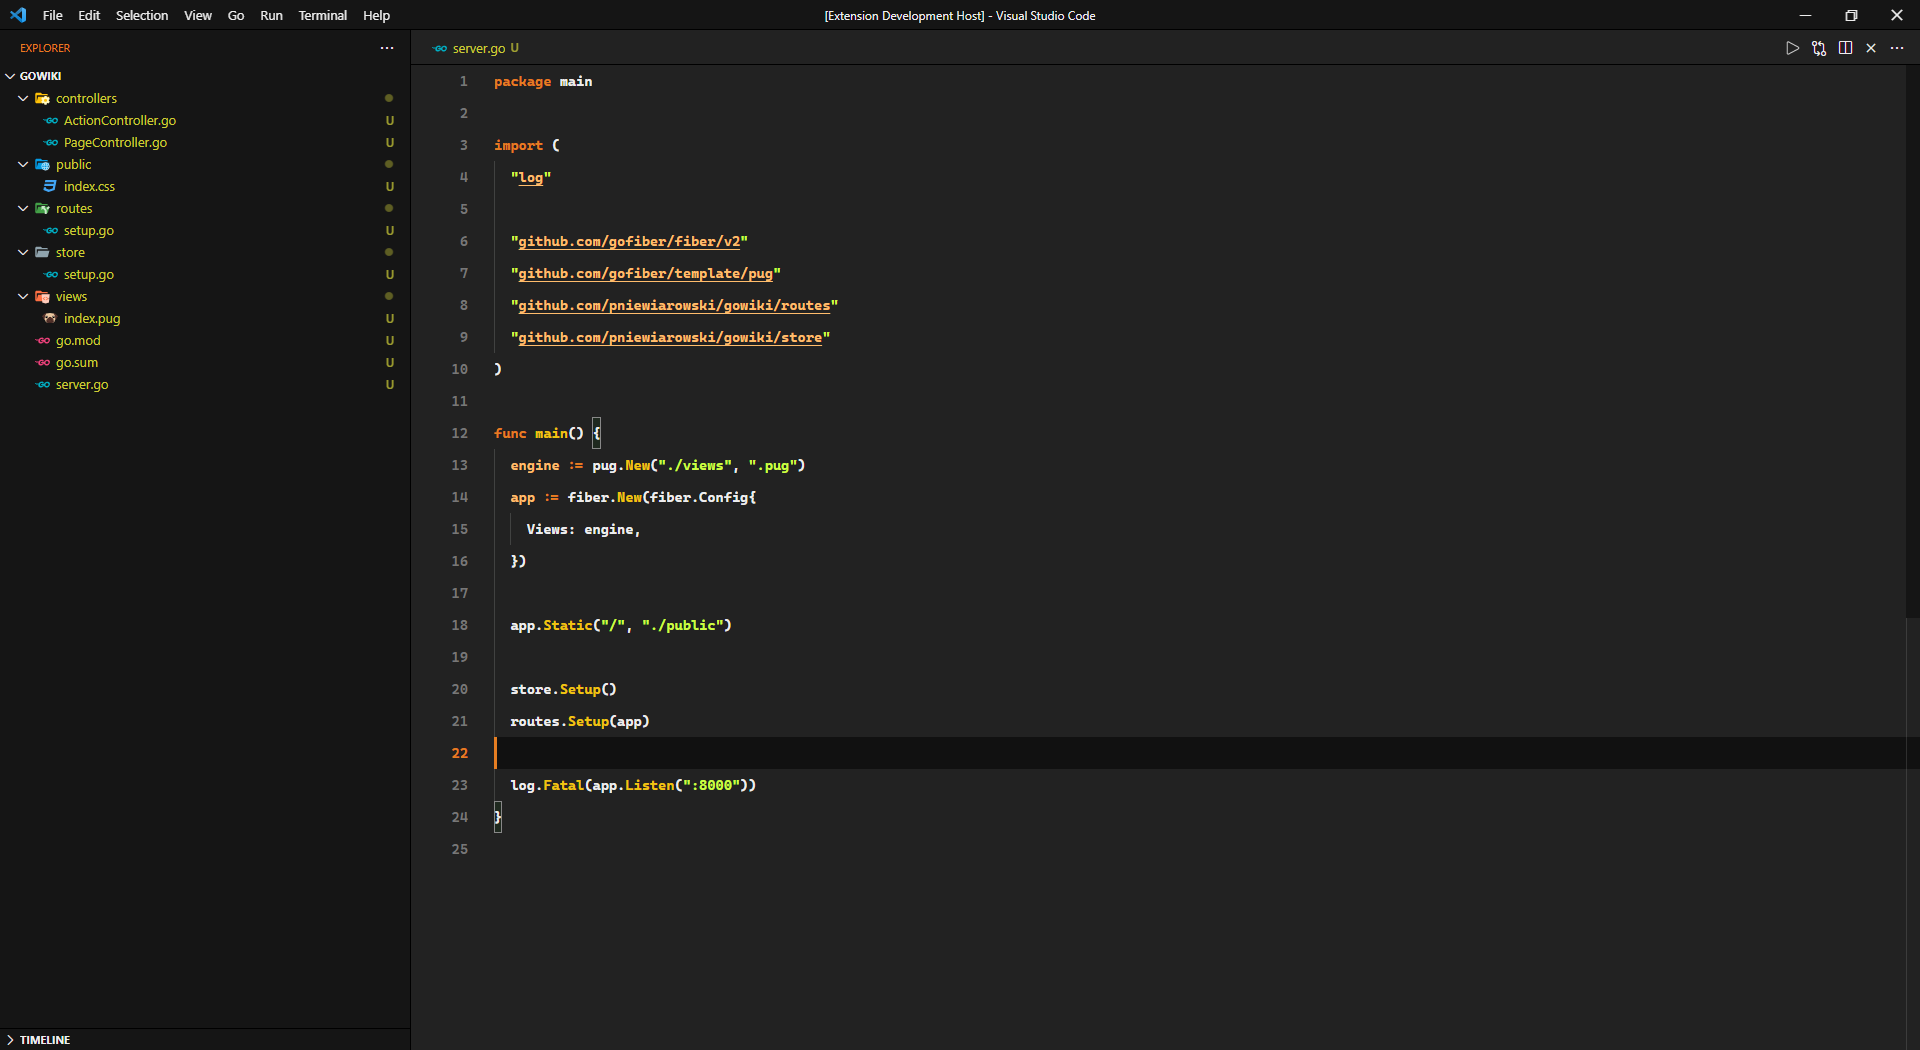 File Edit Selection View Go Run Terminal Help
[Extension Development Host] - Visual Studio Code
EXPLORER
GOWIKI
controllers
ActionController.go U
PageController.go U
public
index.css U
routes
setup.go U
store
setup.go U
views
index.pug U
go.mod U
go.sum U
server.go U
TIMELINE
server.go U
1 package main
2
3 import (
4 "log"
5
6 "github.com/gofiber/fiber/v2"
7 "github.com/gofiber/template/pug"
8 "github.com/pniewiarowski/gowiki/routes"
9 "github.com/pniewiarowski/gowiki/store"
10 )
11
12 func main() {
13 engine := pug.New("./views", ".pug")
14 app := fiber.New(fiber.Config{
15 Views: engine,
16 })
17
18 app.Static("/", "./public")
19
20 store.Setup()
21 routes.Setup(app)
22
23 log.Fatal(app.Listen(":8000"))
24 }
25